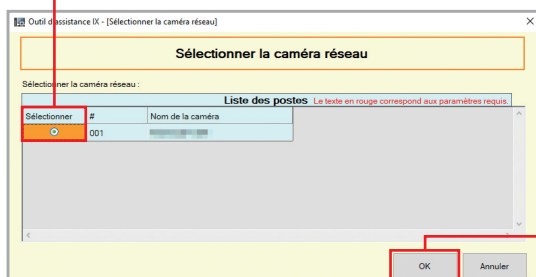 Outil d'assistance IX - [Sélectionner la caméra réseau]
Sélectionner la caméra réseau
Sélectionner la caméra réseau :
Liste des postes Le texte en rouge correspond aux paramètres requis.
Sélectionner # Nom de la caméra
001
OK Annuler